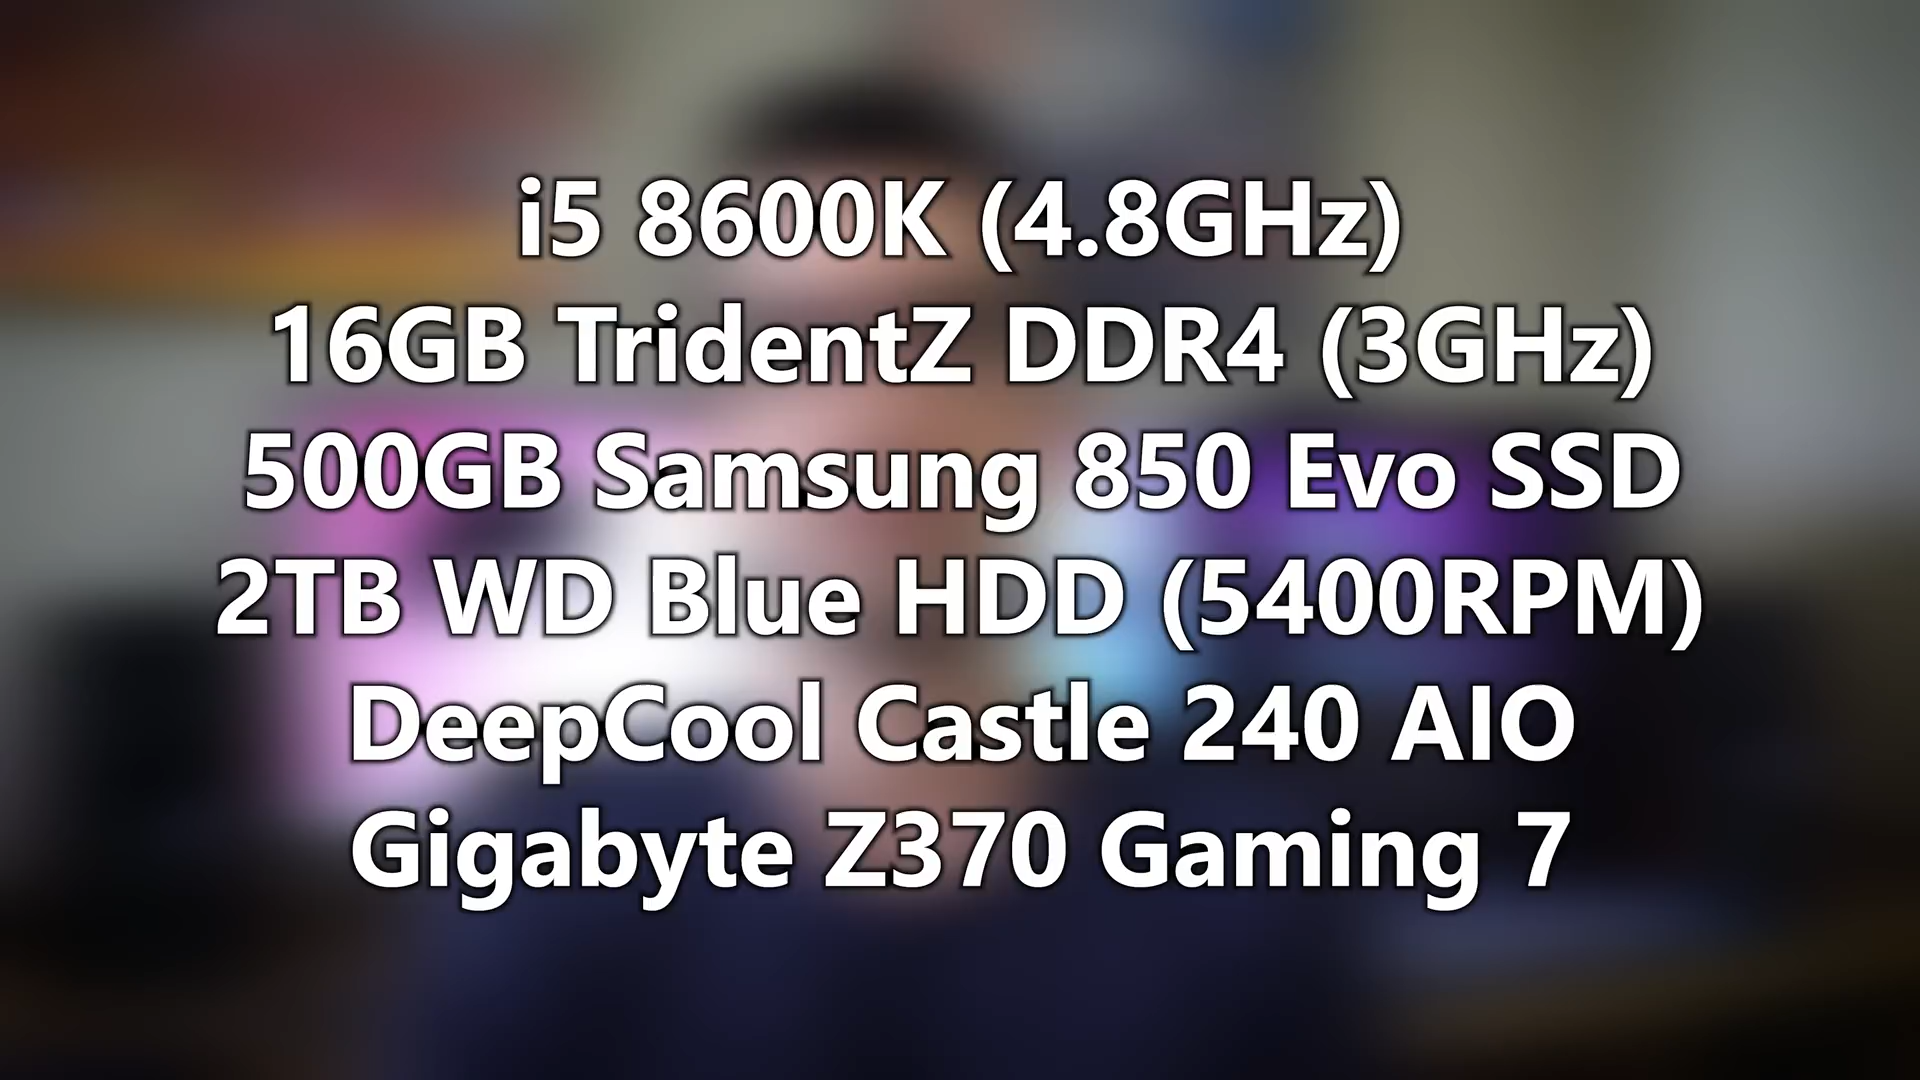 i5 8600K (4.8GHz)
16GB TridentZ DDR4 (3GHz)
500GB Samsung 850 Evo SSD
2TB WD Blue HDD (5400RPM)
DeepCool Castle 240 AIO
Gigabyte Z370 Gaming 7